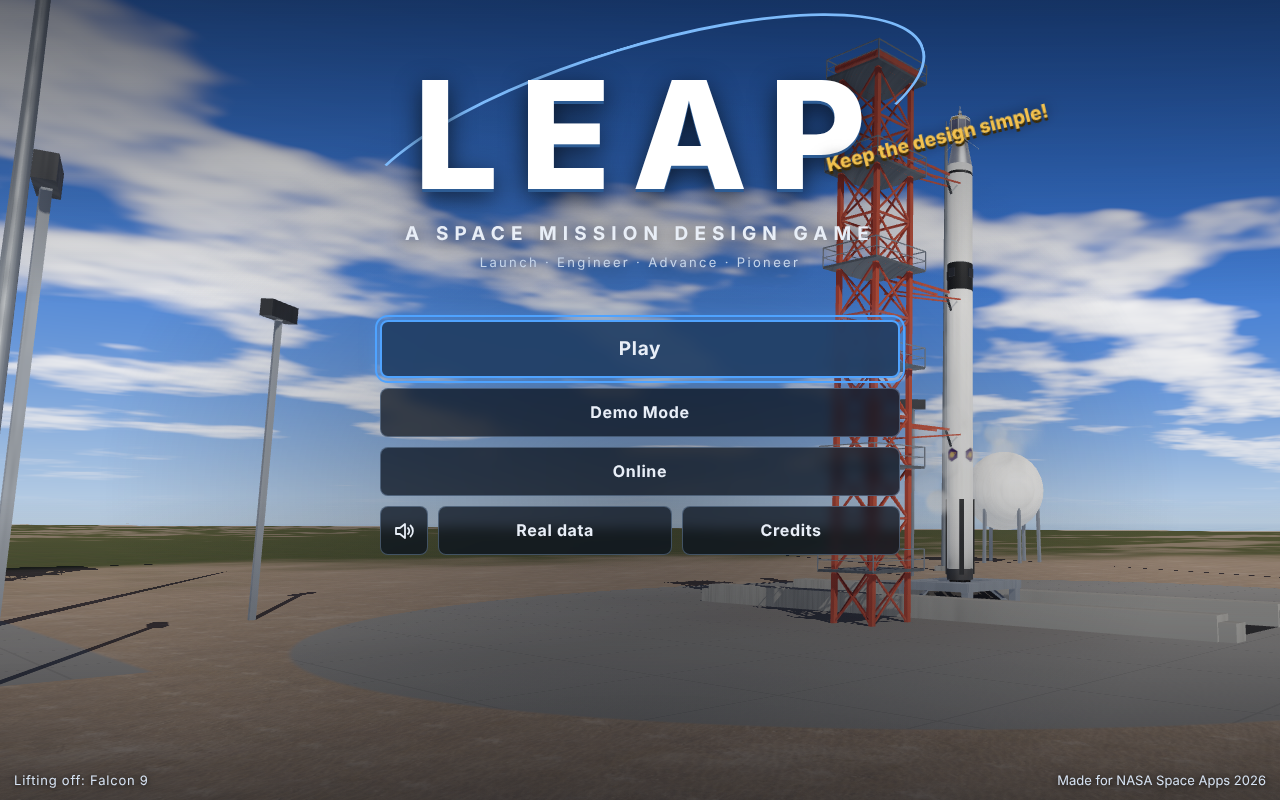 LEAP
Keep the design simple!
A SPACE MISSION DESIGN GAME
Launch · Engineer · Advance · Pioneer
Play
Demo Mode
Online
Real data
Credits
Lifting off: Falcon 9
Made for NASA Space Apps 2026